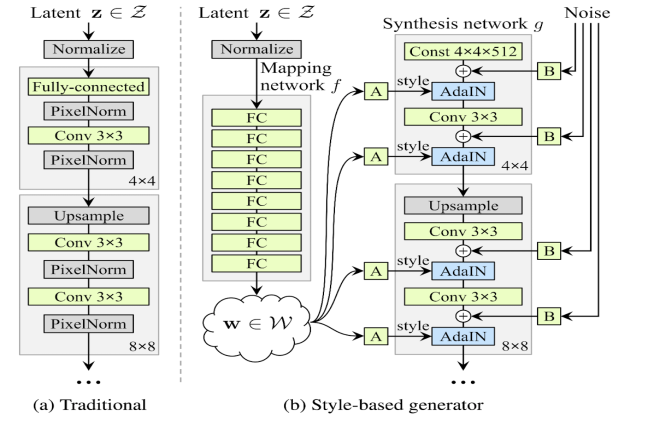 Latent z ∈ 𝒵
Normalize
Fully-connected
PixelNorm
Conv 3×3
PixelNorm
4×4
Upsample
Conv 3×3
PixelNorm
Conv 3×3
PixelNorm
8×8
...
(a) Traditional
Latent z ∈ 𝒵
Normalize
Mapping
network f
FC
FC
FC
FC
FC
FC
FC
FC
w ∈ 𝒲
A
style
A
style
A
style
A
style
Synthesis network g
Const 4×4×512
+
AdaIN
Conv 3×3
+
AdaIN
4×4
Upsample
Conv 3×3
+
AdaIN
Conv 3×3
+
AdaIN
8×8
...
Noise
B
B
B
B
(b) Style-based generator